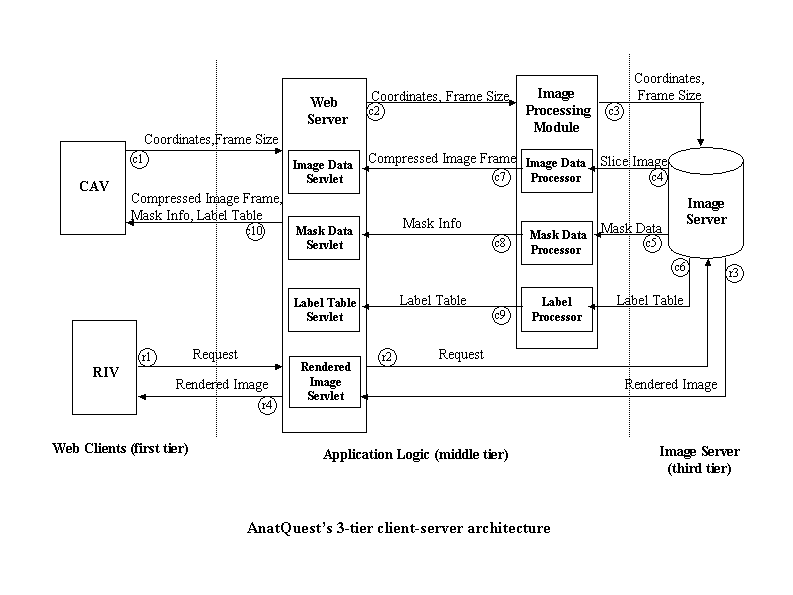 Coordinates,
Frame Size
Web
Server
Coordinates, Frame Size
c2
Image
Processing
Module
c3
Coordinates,Frame Size
c1
CAV
Image Data
Servlet
Compressed Image Frame
c7
Image Data
Processor
Slice Image
c4
Image
Server
Compressed Image Frame,
Mask Info, Label Table
c10
Mask Data
Servlet
Mask Info
c8
Mask Data
Processor
Mask Data
c5
c6
r3
Label Table
Servlet
Label Table
c9
Label
Processor
Label Table
RIV
r1
Request
r2
Request
Rendered Image
r4
Rendered
Image
Servlet
Rendered Image
Web Clients (first tier)
Application Logic (middle tier)
Image Server
(third tier)
AnatQuest's 3-tier client-server architecture